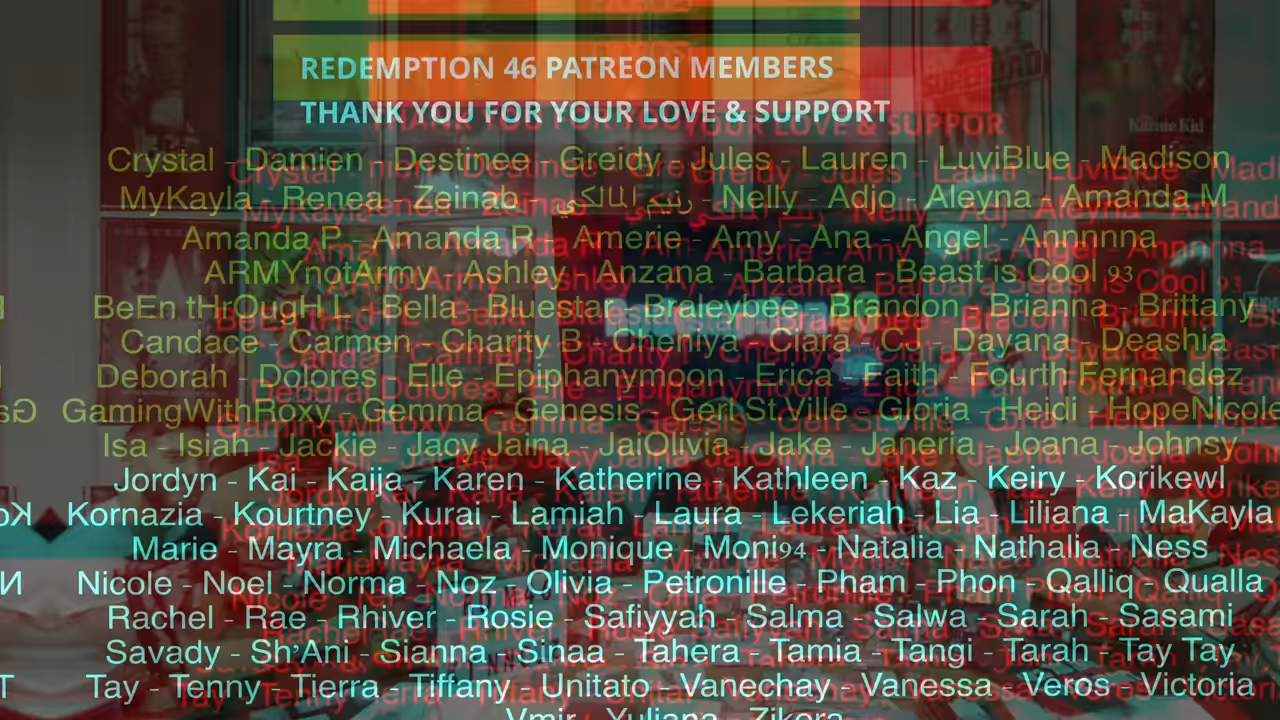 REDEMPTION 46 PATREON MEMBERS
THANK YOU FOR YOUR LOVE & SUPPORT
Crystal - Damien - Destinee - Greidy - Jules - Lauren - LuviBlue - Madison
MyKayla - Renea - Zeinab - رنيم المالكي - Nelly - Adjo - Aleyna - Amanda M
Amanda P - Amanda R - Amerie - Amy - Ana - Angel - Annnnna
ARMYnotArmy - Ashley - Anzana - Barbara - Beast is Cool 93
BeEn tHrOugH L - Bella - Bluestar - Braleybee - Brandon - Brianna - Brittany
Candace - Carmen - Charity B - Cheniya - Clara - CJ - Dayana - Deashia
Deborah - Dolores - Elle - Epiphanymoon - Erica - Faith - Fourth Fernandez
GamingWithRoxy - Gemma - Genesis - Geri St.Ville - Gloria - Heidi - HopeNicole
Isa - Isiah - Jackie - Jacy Jaina - JaiOlivia - Jake - Janeria - Joana - Johnsy
Jordyn - Kai - Kaija - Karen - Katherine - Kathleen - Kaz - Keiry - Korikewl
Kornazia - Kourtney - Kurai - Lamiah - Laura - Lekeriah - Lia - Liliana - MaKayla
Marie - Mayra - Michaela - Monique - Moni94 - Natalia - Nathalia - Ness
Nicole - Noel - Norma - Noz - Olivia - Petronille - Pham - Phon - Qalliq - Qualla
Rachel - Rae - Rhiver - Rosie - Safiyyah - Salma - Salwa - Sarah - Sasami
Savady - Sh'Ani - Sianna - Sinaa - Tahera - Tamia - Tangi - Tarah - Tay Tay
Tay - Tenny - Tierra - Tiffany - Unitato - Vanechay - Vanessa - Veros - Victoria
Vmir - Yuliana - Zikora